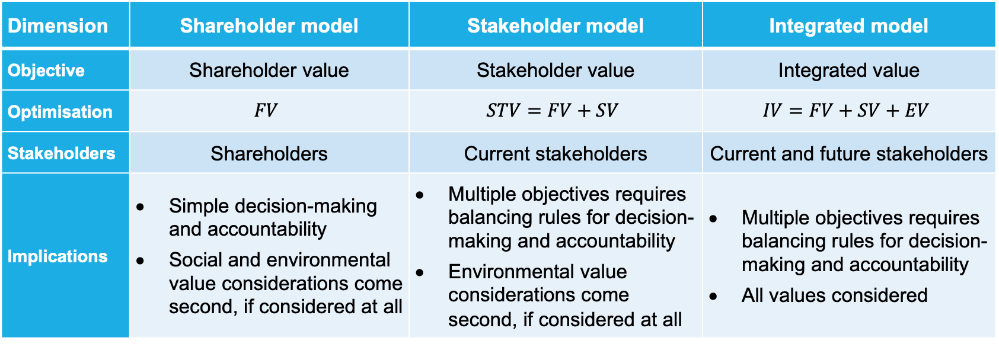 Dimension
Shareholder model
Stakeholder model
Integrated model
Objective
Shareholder value
Stakeholder value
Integrated value
Optimisation
FV
STV = FV + SV
IV = FV + SV + EV
Stakeholders
Shareholders
Current stakeholders
Current and future stakeholders
Implications
• Simple decision-making
and accountability
• Social and environmental
value considerations come
second, if considered at all
• Multiple objectives requires
balancing rules for decision-
making and accountability
• Environmental value
considerations come
second, if considered at all
• Multiple objectives requires
balancing rules for decision-
making and accountability
• All values considered